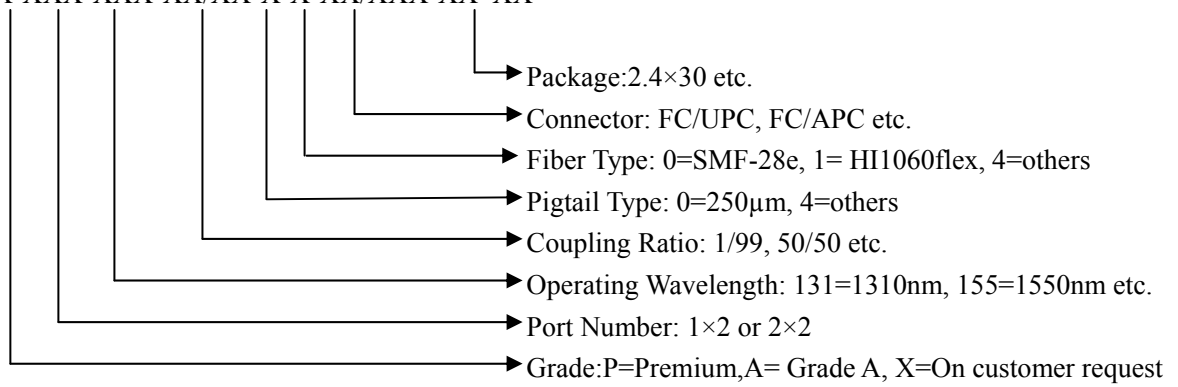 Package:2.4×30 etc.
Connector: FC/UPC, FC/APC etc.
Fiber Type: 0=SMF-28e, 1= HI1060flex, 4=others
Pigtail Type: 0=250µm, 4=others
Coupling Ratio: 1/99, 50/50 etc.
Operating Wavelength: 131=1310nm, 155=1550nm etc.
Port Number: 1×2 or 2×2
Grade:P=Premium,A= Grade A, X=On customer request